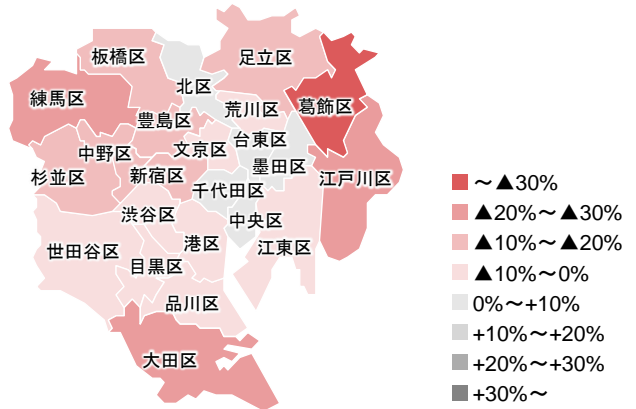 板橋区
足立区
北区
練馬区
葛飾区
荒川区
豊島区
台東区
文京区
中野区
墨田区
杉並区
新宿区
江戸川区
千代田区
渋谷区
中央区
港区
世田谷区
江東区
目黒区
品川区
大田区
～▲30%
▲20%～▲30%
▲10%～▲20%
▲10%～0%
0%～+10%
+10%～+20%
+20%～+30%
+30%～